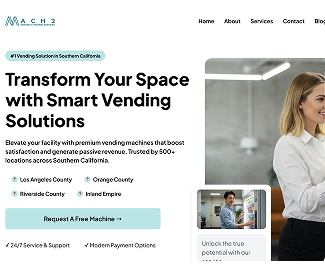 MACH 2
Home About Services Contact Blog
#1 Vending Solution in Southern California
Transform Your Space
with Smart Vending
Solutions
Elevate your facility with premium vending machines that boost
satisfaction and generate passive revenue. Trusted by 500+
locations across Southern California.
Los Angeles County Orange County
Riverside County Inland Empire
Request A Free Machine →
✓ 24/7 Service & Support ✓ Modern Payment Options
Unlock the true
potential with our